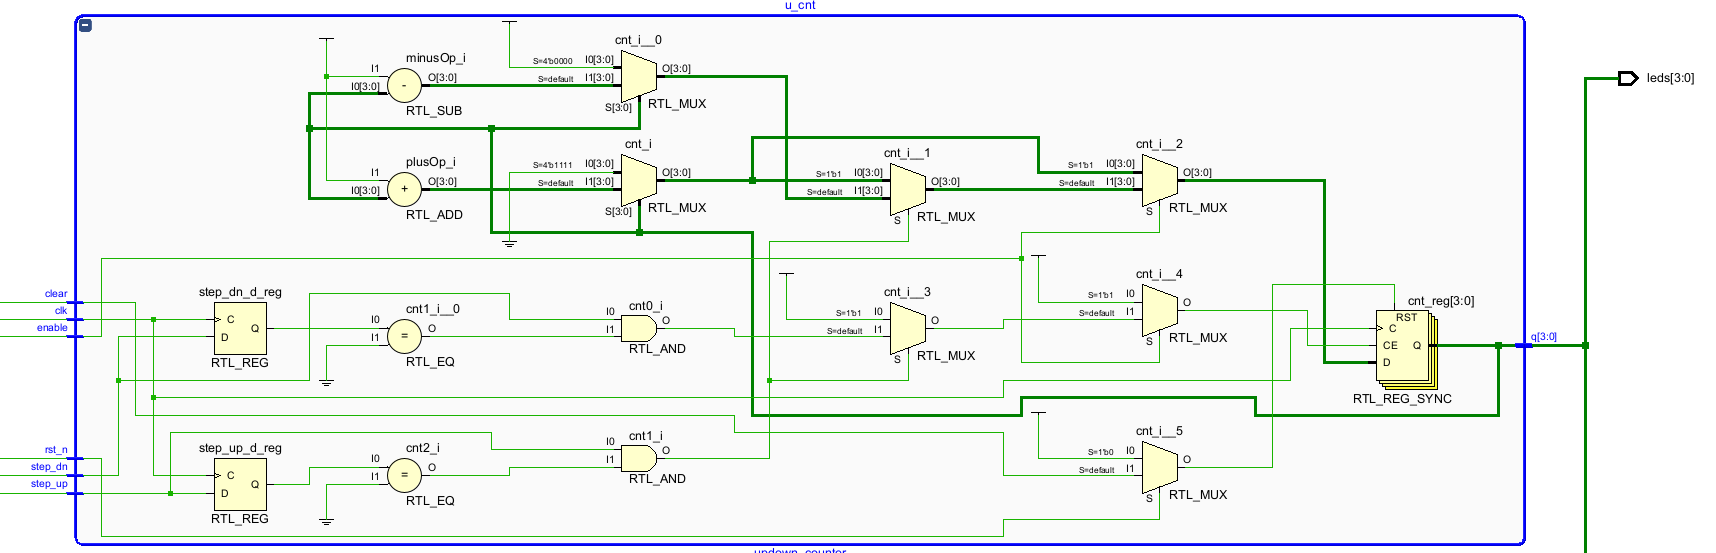 u_cnt
cnt_i__0
minusOp_i
S=4'b0000 I0[3:0]
I1 O[3:0] S=default I1[3:0] O[3:0]
I0[3:0] -
RTL_SUB S[3:0] RTL_MUX
leds[3:0]
cnt_i cnt_i__2
plusOp_i cnt_i__1
S=4'b1111 I0[3:0] S=1'b1 I0[3:0]
I1 O[3:0] S=default I1[3:0] O[3:0] S=1'b1 I0[3:0] O[3:0] S=default I1[3:0] O[3:0]
I0[3:0] + S=default I1[3:0]
RTL_ADD S[3:0] RTL_MUX S RTL_MUX S RTL_MUX
cnt_i__4
clear step_dn_d_reg cnt_i__3 S=1'b1 I0 O cnt_reg[3:0]
clk C cnt1_i__0 cnt0_i I0 S=1'b1 I0 O S=default I1 RST
enable D Q I0 O I1 O S=default I1 S RTL_MUX C
I1 = RTL_AND S RTL_MUX CE Q q[3:0]
RTL_REG RTL_EQ D
RTL_REG_SYNC
rst_n step_up_d_reg cnt2_i cnt1_i cnt_i__5
step_dn C I0 O I0 O S=1'b0 I0 O
step_up D Q I1 = I1 S=default I1
RTL_REG RTL_EQ RTL_AND S RTL_MUX
updown_counter